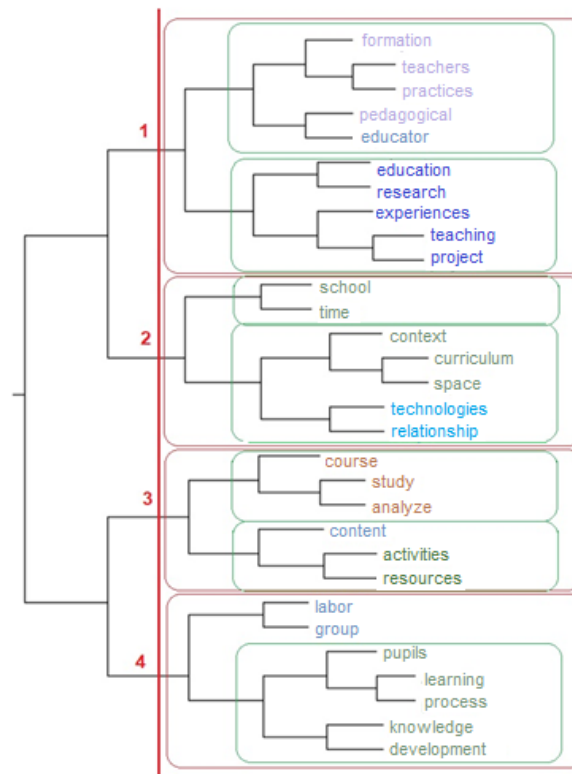 formation
teachers
practices
pedagogical
1
educator
education
research
experiences
teaching
project
school
time
2
context
curriculum
space
technologies
relationship
course
study
3
analyze
content
activities
resources
labor
group
pupils
4
learning
process
knowledge
development